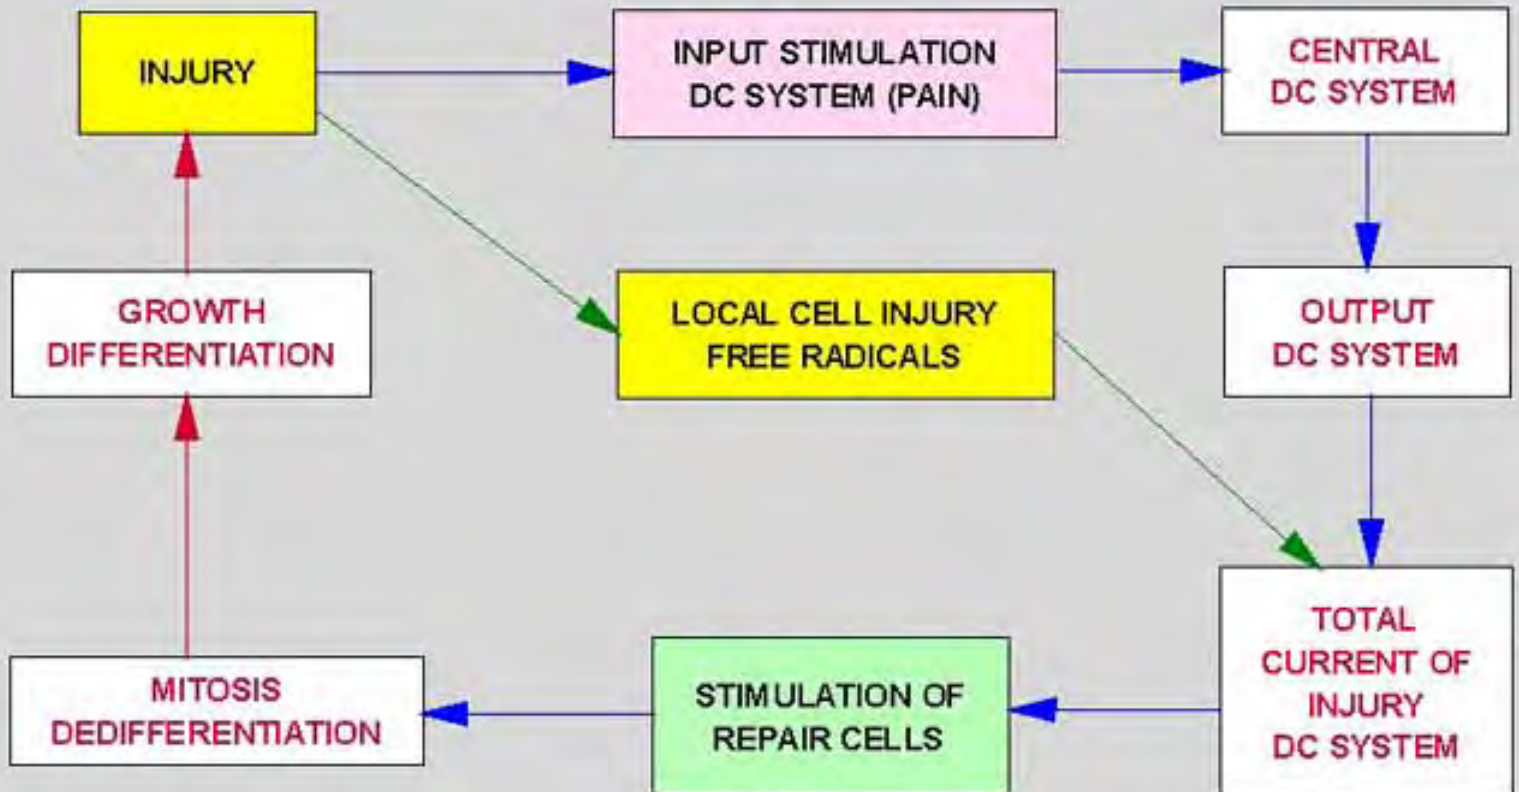 INJURY
INPUT STIMULATION
DC SYSTEM (PAIN)
CENTRAL
DC SYSTEM
GROWTH
DIFFERENTIATION
LOCAL CELL INJURY
FREE RADICALS
OUTPUT
DC SYSTEM
MITOSIS
DEDIFFERENTIATION
STIMULATION OF
REPAIR CELLS
TOTAL
CURRENT OF
INJURY
DC SYSTEM